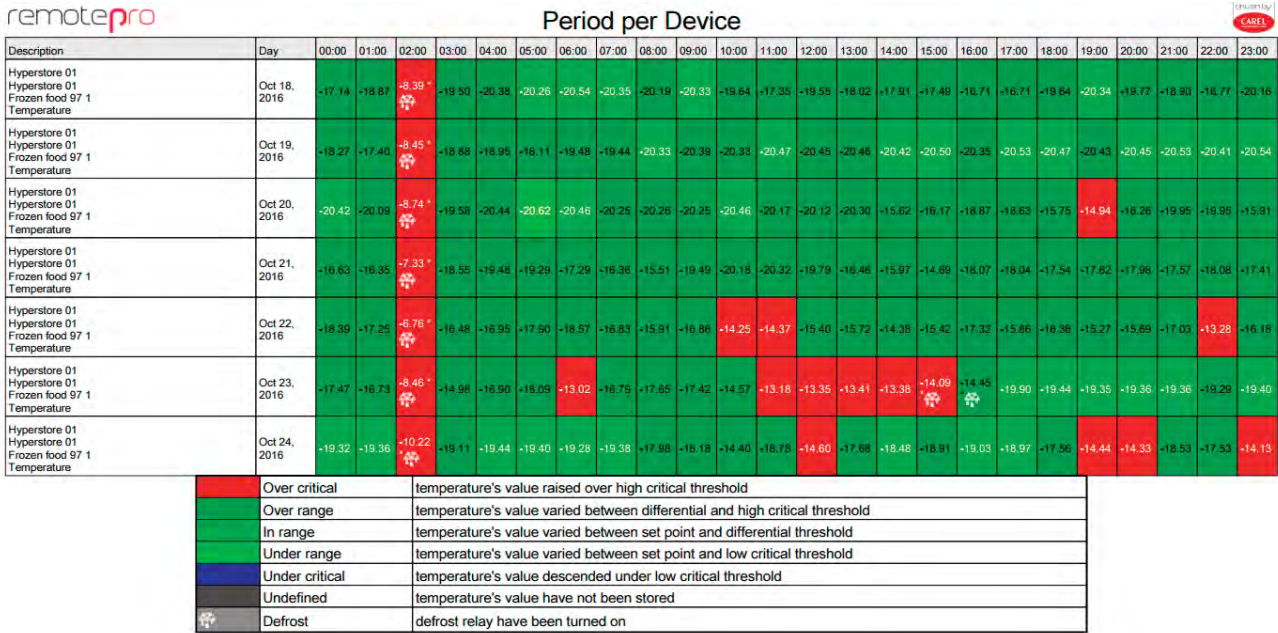 remotepro
Period per Device
driven by
CAREL
Description Day 00:00 01:00 02:00 03:00 04:00 05:00 06:00 07:00 08:00 09:00 10:00 11:00 12:00 13:00 14:00 15:00 16:00 17:00 18:00 19:00 20:00 21:00 22:00 23:00
Hyperstore 01
Hyperstore 01
Frozen food 97 1
Temperature
Oct 18,
2016
-17.14 -18.87 -8.39 * -19.50 -20.38 -20.26 -20.54 -20.35 -20.19 -20.33 -19.64 -17.35 -19.55 -18.02 -17.91 -17.49 -16.71 -16.71 -19.64 -20.34 -19.77 -18.90 -16.77 -20.16
Hyperstore 01
Hyperstore 01
Frozen food 97 1
Temperature
Oct 19,
2016
-18.27 -17.40 -8.45 * -18.88 -18.95 -18.11 -19.48 -19.44 -20.33 -20.39 -20.33 -20.47 -20.45 -20.46 -20.42 -20.50 -20.35 -20.53 -20.47 -20.43 -20.45 -20.53 -20.41 -20.54
Hyperstore 01
Hyperstore 01
Frozen food 97 1
Temperature
Oct 20,
2016
-20.42 -20.09 -8.74 * -19.58 -20.44 -20.62 -20.46 -20.25 -20.26 -20.25 -20.46 -20.17 -20.12 -20.30 -15.62 -16.17 -18.87 -18.63 -15.75 -14.94 -18.26 -19.95 -19.95 -15.91
Hyperstore 01
Hyperstore 01
Frozen food 97 1
Temperature
Oct 21,
2016
-16.63 -16.35 -7.33 * -18.55 -19.48 -19.29 -17.29 -16.36 -15.51 -19.49 -20.18 -20.32 -19.79 -16.46 -15.97 -14.69 -18.07 -18.04 -17.54 -17.62 -17.98 -17.57 -18.08 -17.41
Hyperstore 01
Hyperstore 01
Frozen food 97 1
Temperature
Oct 22,
2016
-18.39 -17.25 -6.76 * -16.48 -16.95 -17.90 -18.57 -16.83 -15.91 -16.86 -14.25 -14.37 -15.40 -15.72 -14.38 -15.42 -17.32 -15.86 -16.36 -15.27 -15.69 -17.03 -13.28 -16.18
Hyperstore 01
Hyperstore 01
Frozen food 97 1
Temperature
Oct 23,
2016
-17.47 -16.73 -8.46 * -14.98 -16.90 -18.09 -13.02 -16.75 -17.65 -17.42 -14.57 -13.18 -13.35 -13.41 -13.38 -14.09 * -14.45 * -19.90 -19.44 -19.35 -19.36 -19.36 -19.29 -19.40
Hyperstore 01
Hyperstore 01
Frozen food 97 1
Temperature
Oct 24,
2016
-19.32 -19.36 -10.22 * -19.11 -19.44 -19.40 -19.28 -19.38 -17.98 -16.18 -14.40 -18.78 -14.60 -17.68 -18.48 -18.91 -19.03 -18.97 -17.56 -14.44 -14.33 -18.53 -17.53 -14.13
Over critical temperature's value raised over high critical threshold
Over range temperature's value varied between differential and high critical threshold
In range temperature's value varied between set point and differential threshold
Under range temperature's value varied between set point and low critical threshold
Under critical temperature's value descended under low critical threshold
Undefined temperature's value have not been stored
Defrost defrost relay have been turned on